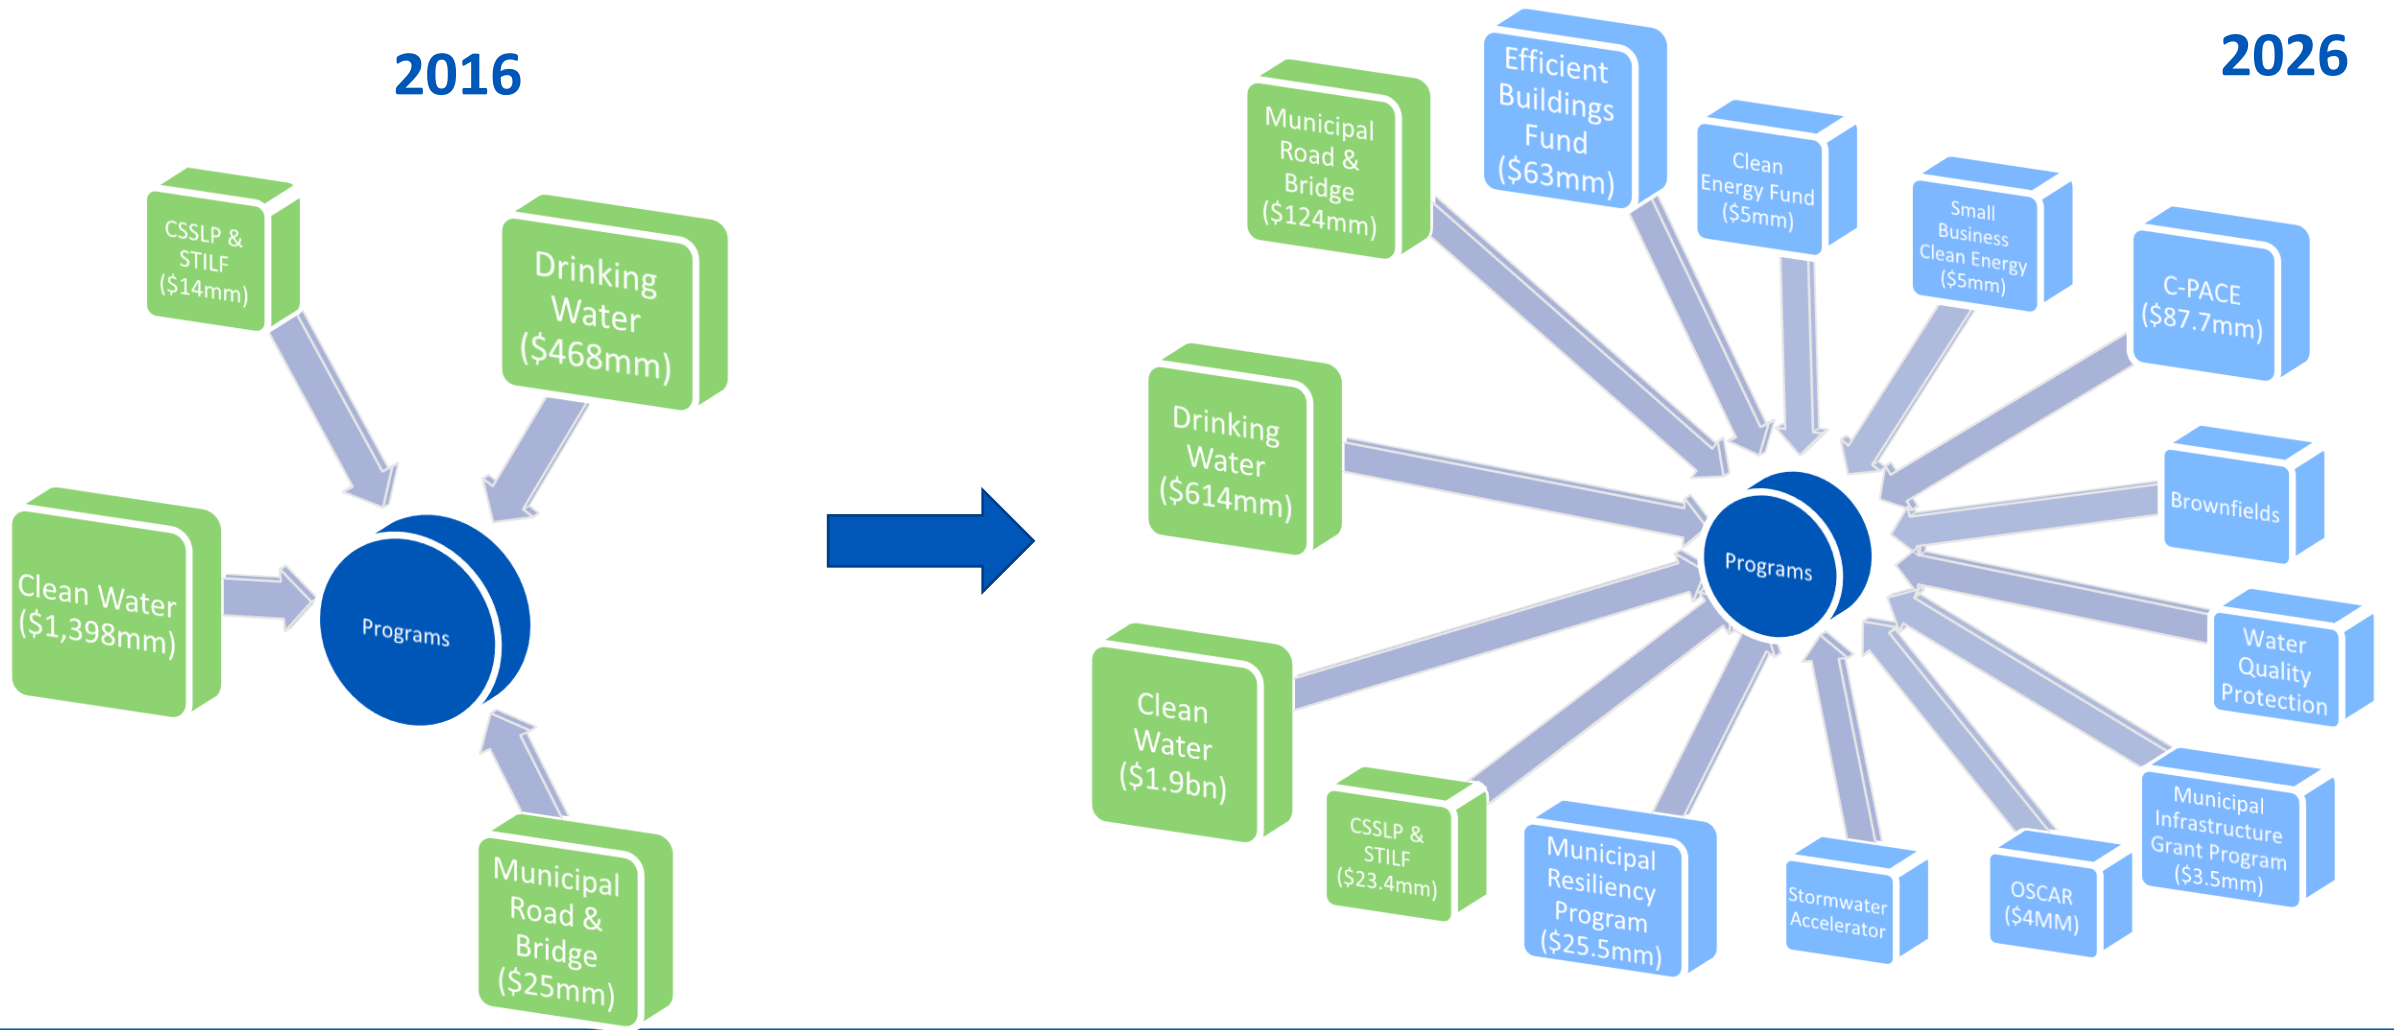 2016
CSSLP &
STILF
($14mm)
Drinking
Water
($468mm)
Clean Water
($1,398mm)
Programs
Municipal
Road &
Bridge
($25mm)
2026
Municipal
Road &
Bridge
($124mm)
Efficient
Buildings
Fund
($63mm)
Clean
Energy Fund
($5mm)
Small
Business
Clean Energy
($5mm)
C-PACE
($87.7mm)
Drinking
Water
($614mm)
Brownfields
Programs
Water
Quality
Protection
Clean
Water
($1.9bn)
CSSLP &
STILF
($23.4mm)
Municipal
Resiliency
Program
($25.5mm)
Stormwater
Accelerator
OSCAR
($4MM)
Municipal
Infrastructure
Grant Program
($3.5mm)